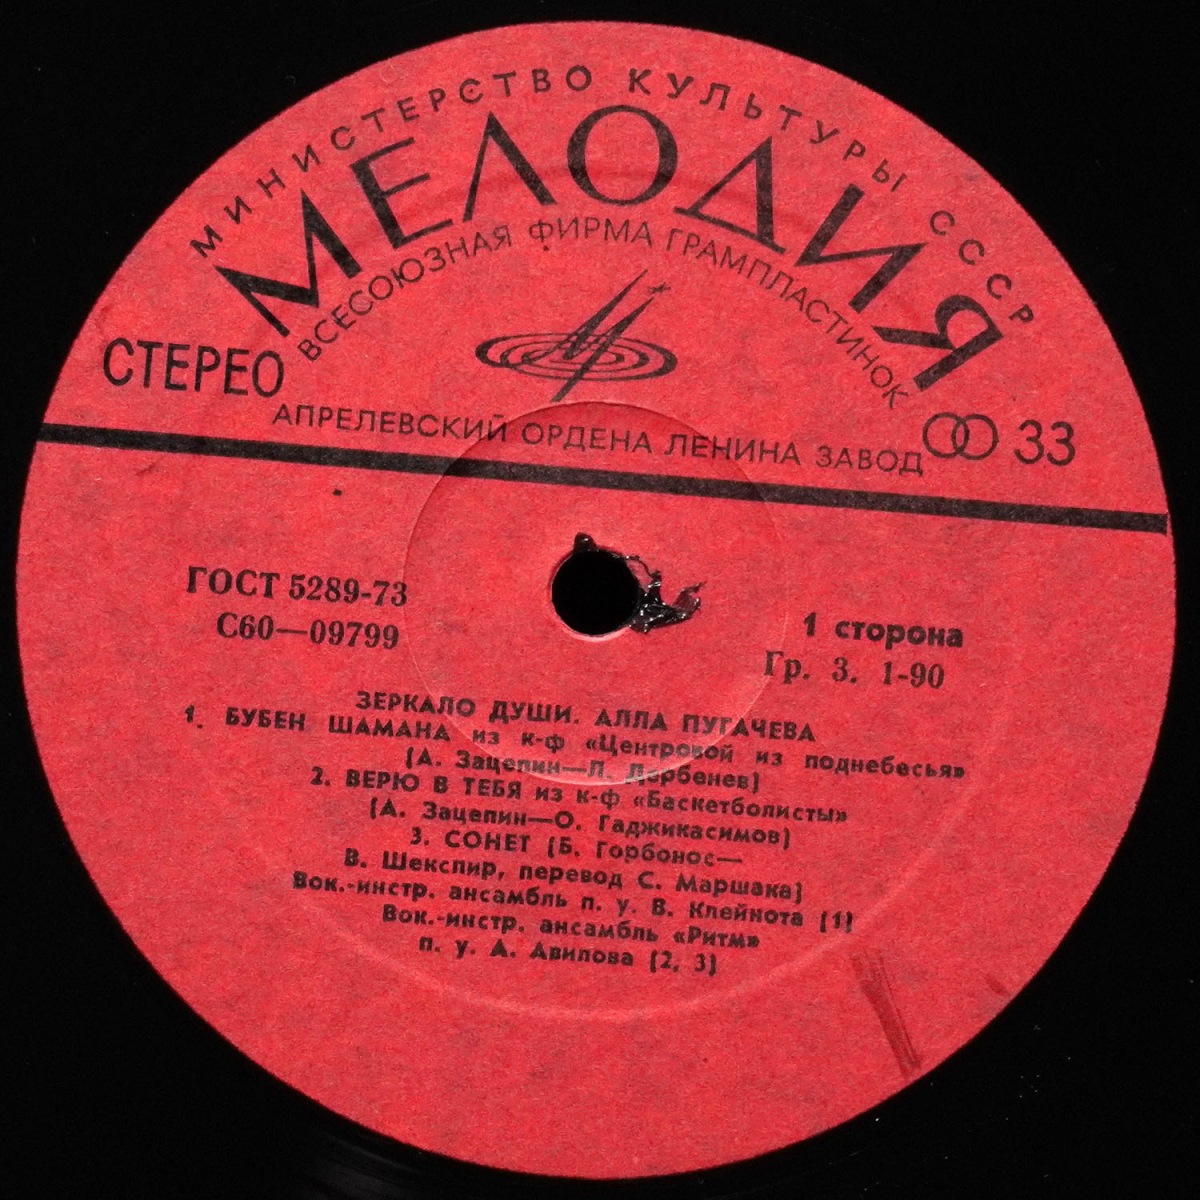 МИНИСТЕРСТВО КУЛЬТУРЫ СССР
МЕЛОДИЯ
ВСЕСОЮЗНАЯ ФИРМА ГРАМПЛАСТИНОК
СТЕРЕО
33
АПРЕЛЕВСКИЙ ОРДЕНА ЛЕНИНА ЗАВОД
ГОСТ 5289-73
С60—09799
1 сторона
Гр. 3. 1-90
ЗЕРКАЛО ДУШИ. АЛЛА ПУГАЧЕВА
1. БУБЕН ШАМАНА из к-ф «Центровой из поднебесья»
(А. Зацепин—Л. Дербенев)
2. ВЕРЮ В ТЕБЯ из к-ф «Баскетболисты»
(А. Зацепин—О. Гаджикасимов)
3. СОНЕТ (Б. Горбонос—
В. Шекспир, перевод С. Маршака)
Вок.-инстр. ансамбль п. у. В. Клейнота (1)
Вок.-инстр. ансамбль «Ритм»
п. у. А. Авилова (2, 3)